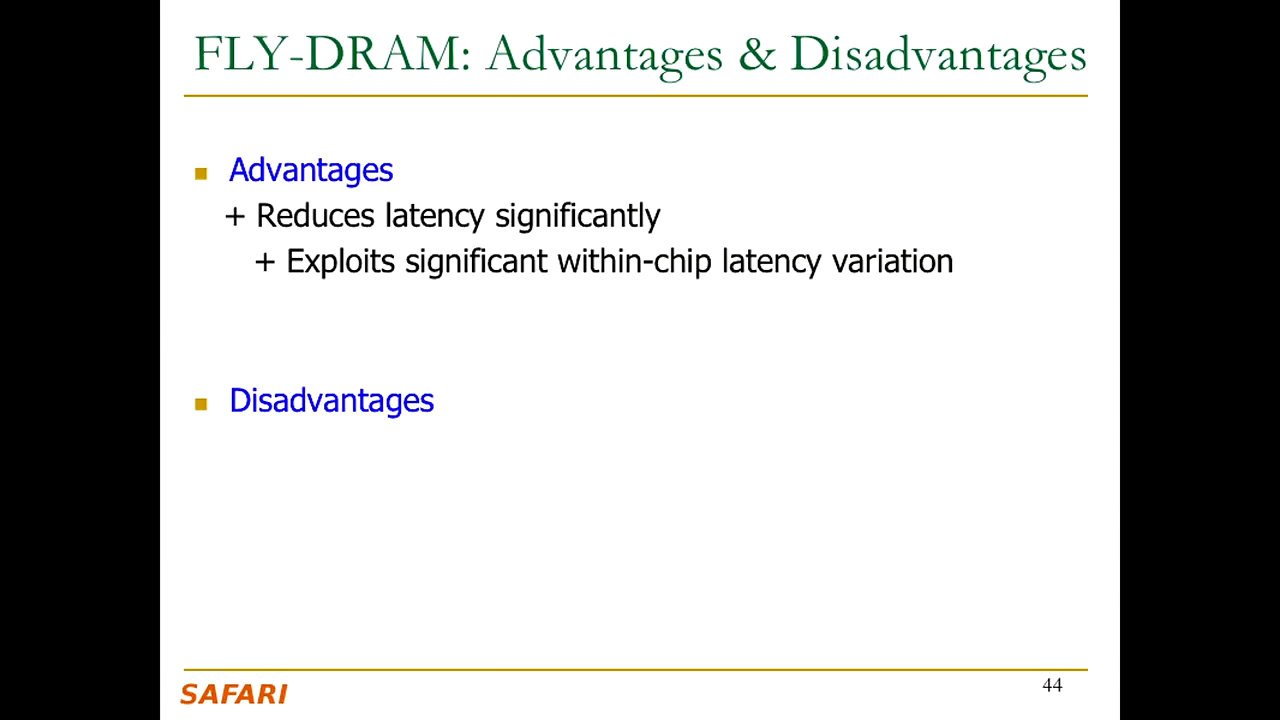 FLY-DRAM: Advantages & Disadvantages
Advantages
+ Reduces latency significantly
+ Exploits significant within-chip latency variation
Disadvantages
SAFARI
44